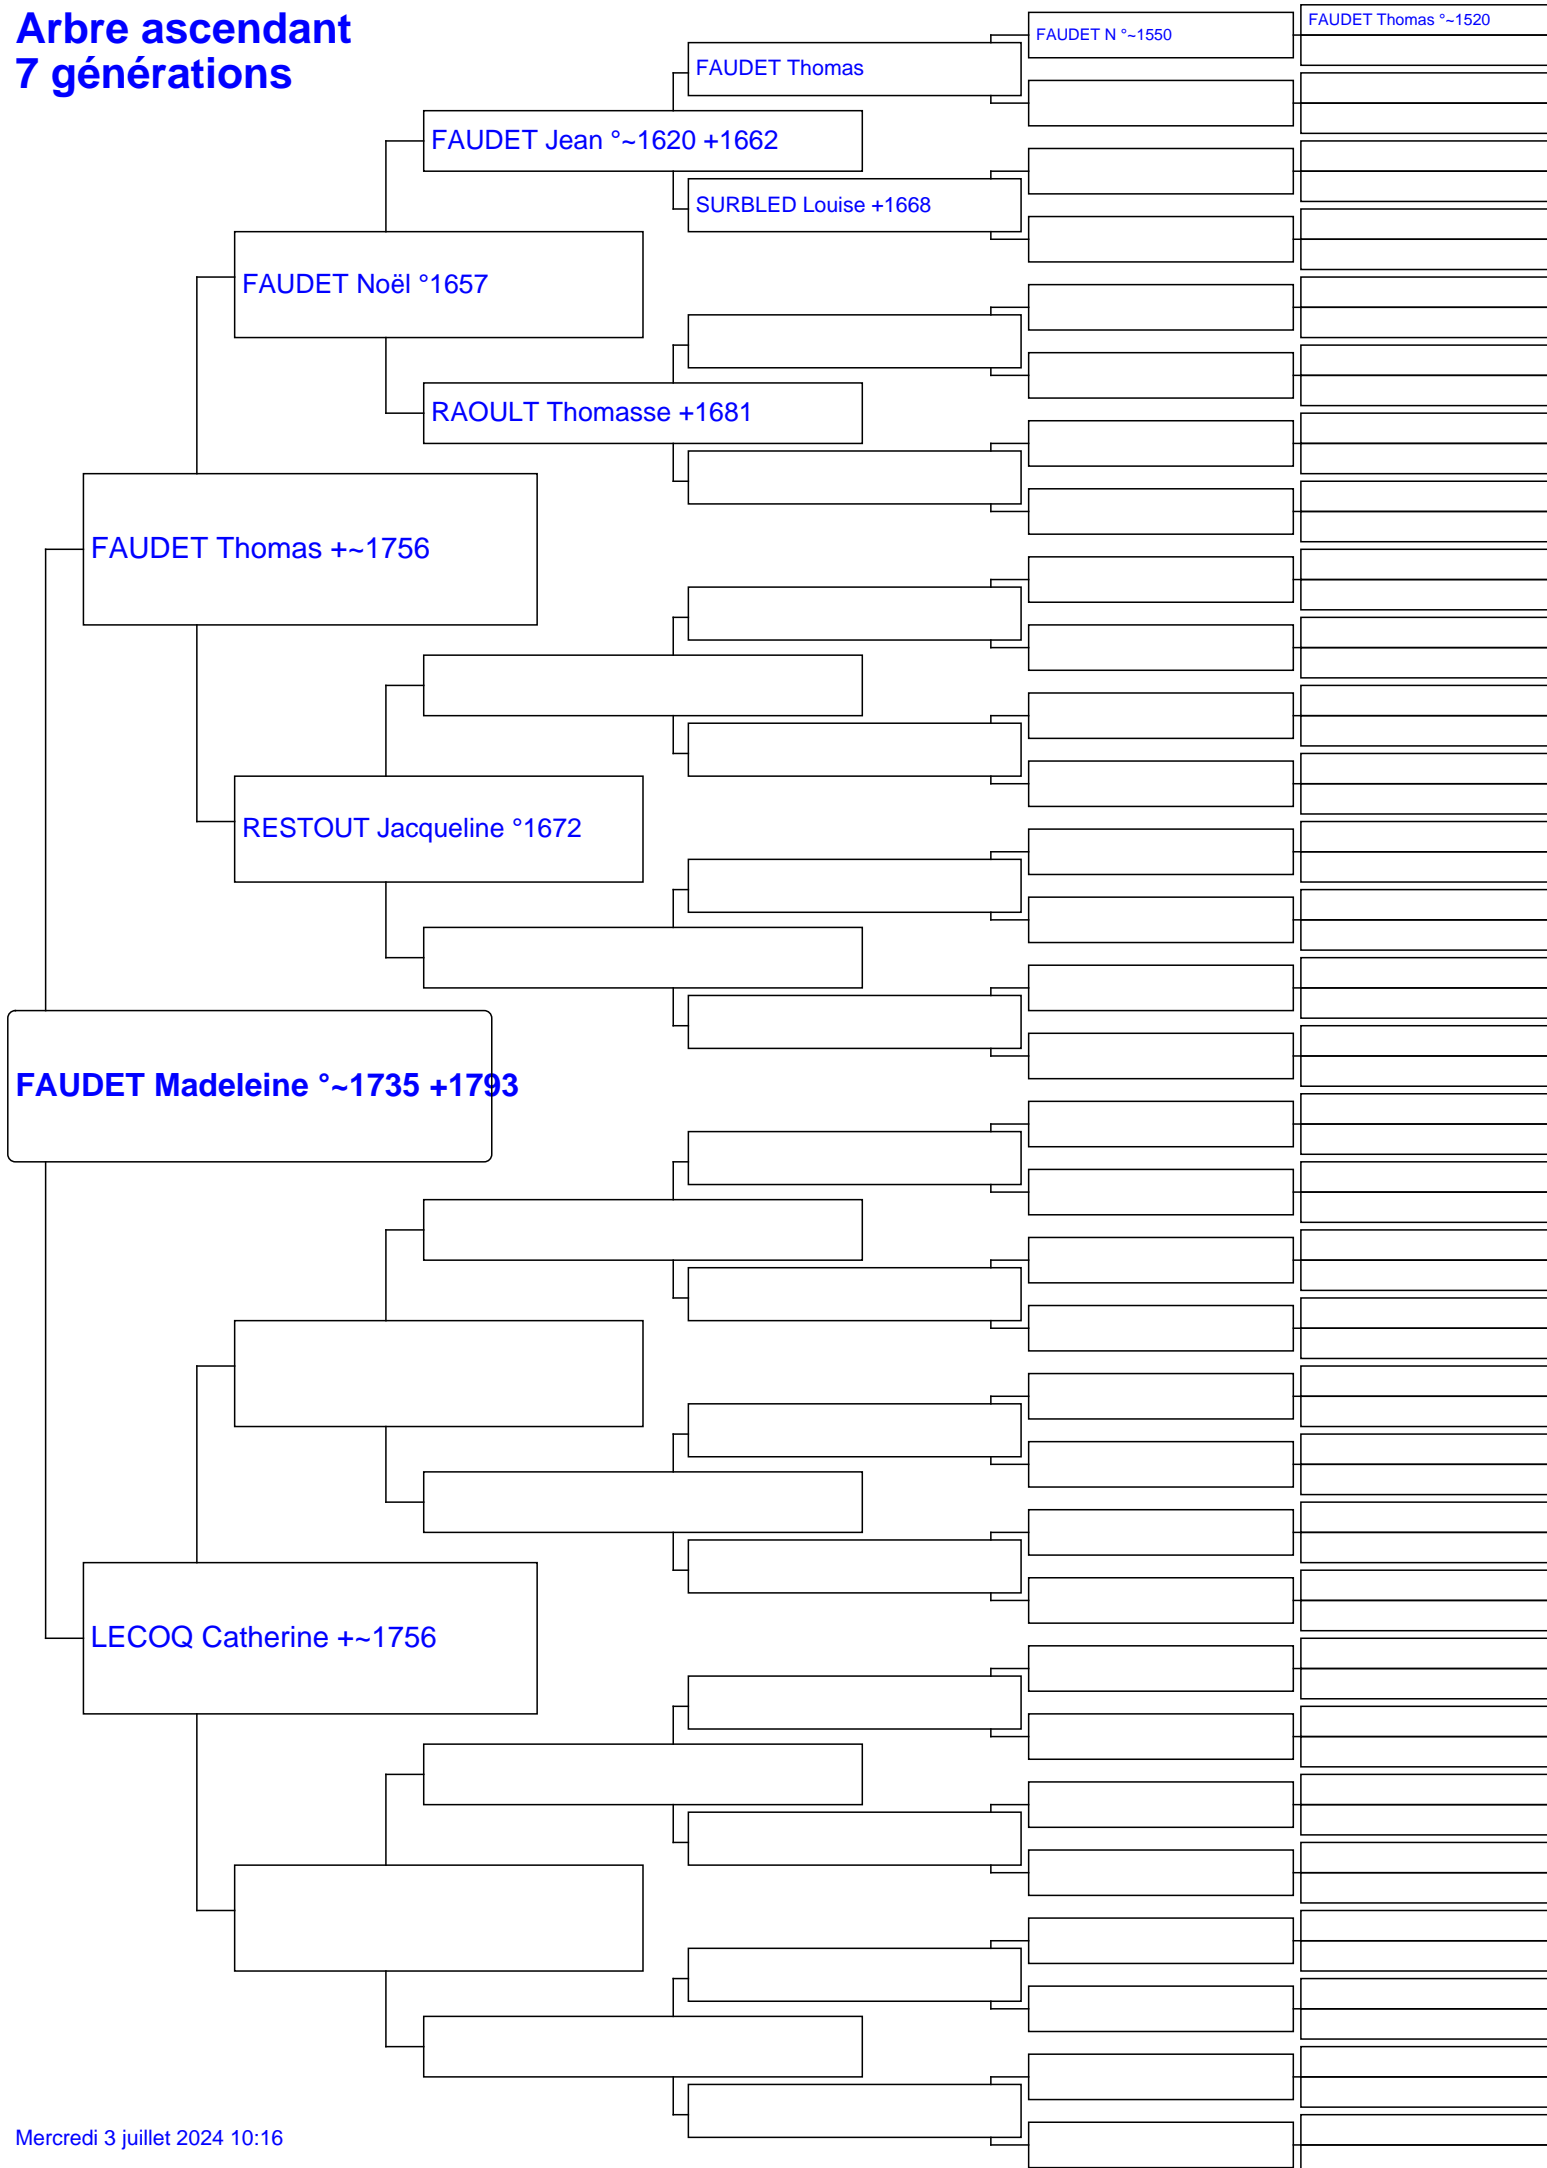 Arbre ascendant
7 générations
FAUDET Thomas °~1520
FAUDET N °~1550
FAUDET Thomas
FAUDET Jean °~1620 +1662
SURBLED Louise +1668
FAUDET Noël °1657
RAOULT Thomasse +1681
FAUDET Thomas +~1756
RESTOUT Jacqueline °1672
FAUDET Madeleine °~1735 +1793
LECOQ Catherine +~1756
Mercredi 3 juillet 2024 10:16